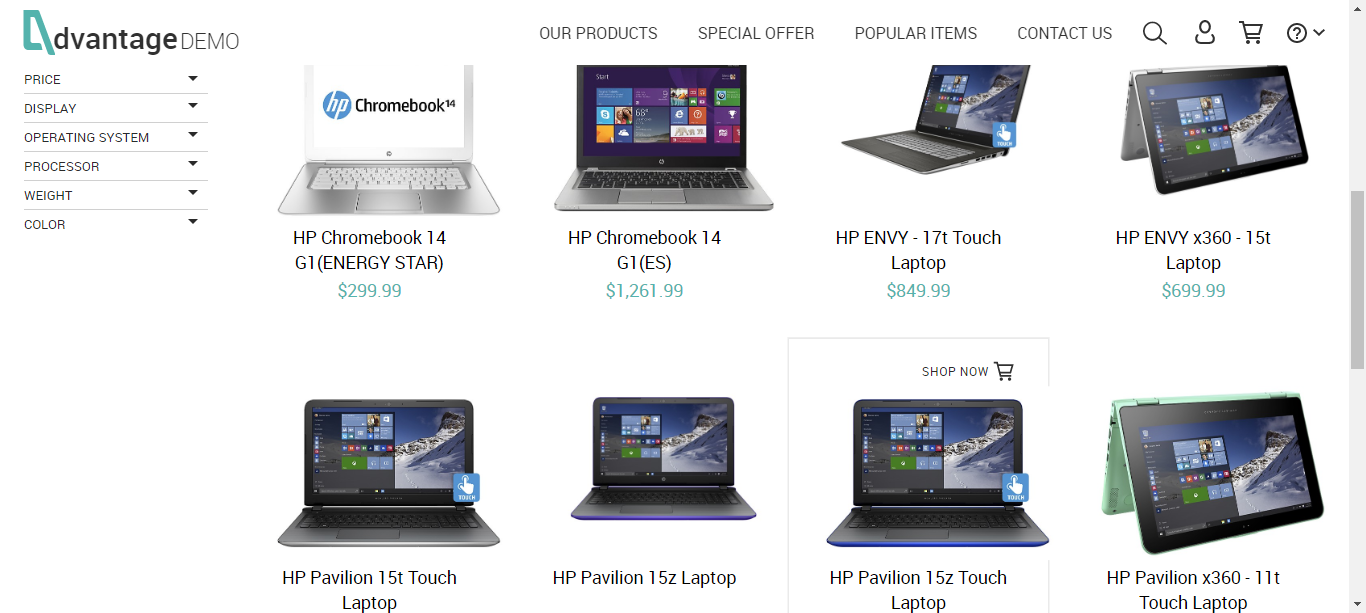 Advantage DEMO
OUR PRODUCTS
SPECIAL OFFER
POPULAR ITEMS
CONTACT US
?
PRICE
DISPLAY
OPERATING SYSTEM
PROCESSOR
WEIGHT
COLOR
hp Chromebook 14
Start
TOUCH
HP Chromebook 14
G1(ENERGY STAR)
$299.99
HP Chromebook 14
G1(ES)
$1,261.99
HP ENVY - 17t Touch
Laptop
$849.99
HP ENVY x360 - 15t
Laptop
$699.99
SHOP NOW
TOUCH
TOUCH
HP Pavilion 15t Touch
Laptop
HP Pavilion 15z Laptop
HP Pavilion 15z Touch
Laptop
HP Pavilion x360 - 11t
Touch Laptop